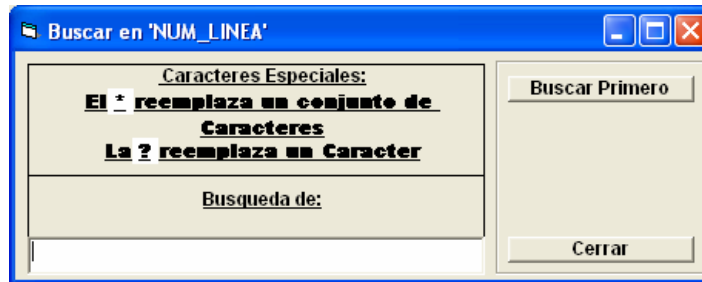 Buscar en 'NUM_LINEA'
Caracteres Especiales:
El * reemplaza un conjunto de
Caracteres
La ? reemplaza un Caracter
Busqueda de:
Buscar Primero
Cerrar